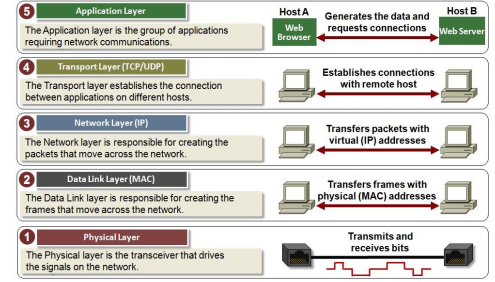 5
Application Layer
The Application layer is the group of applications
requiring network communications.
Host A
Web
Browser
Generates the data and
requests connections
Host B
Web Server
4
Transport Layer (TCP/UDP)
The Transport layer establishes the connection
between applications on different hosts.
Establishes connections
with remote host
3
Network Layer (IP)
The Network layer is responsible for creating the
packets that move across the network.
Transfers packets with
virtual (IP) addresses
2
Data Link Layer (MAC)
The Data Link layer is responsible for creating the
frames that move across the network.
Transfers frames with
physical (MAC) addresses
1
Physical Layer
The Physical layer is the transceiver that drives
the signals on the network.
Transmits and
receives bits